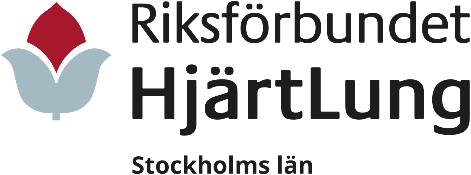 Riksförbundet
HjärtLung
Stockholms län